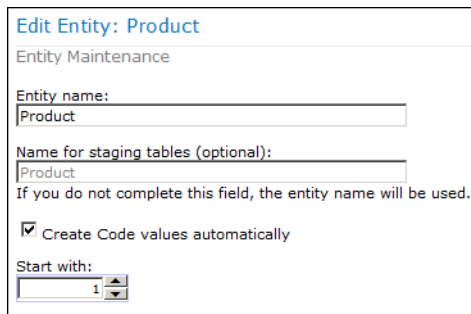 Edit Entity: Product
Entity Maintenance
Entity name:
Product
Name for staging tables (optional):
Product
If you do not complete this field, the entity name will be used.
Create Code values automatically
Start with:
1